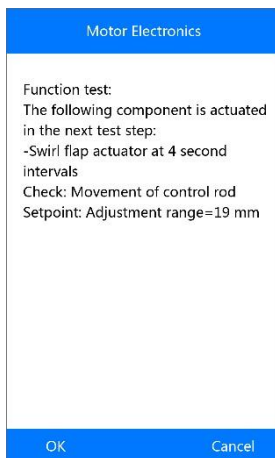 Motor Electronics
Function test:
The following component is actuated
in the next test step:
-Swirl flap actuator at 4 second
intervals
Check: Movement of control rod
Setpoint: Adjustment range=19 mm
OK
Cancel